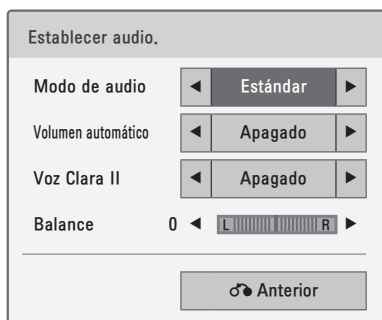 Establecer audio.
Modo de audio ◄ Estándar ►
Volumen automático ◄ Apagado ►
Voz Clara II ◄ Apagado ►
Balance 0 ◄ L R ►
Anterior